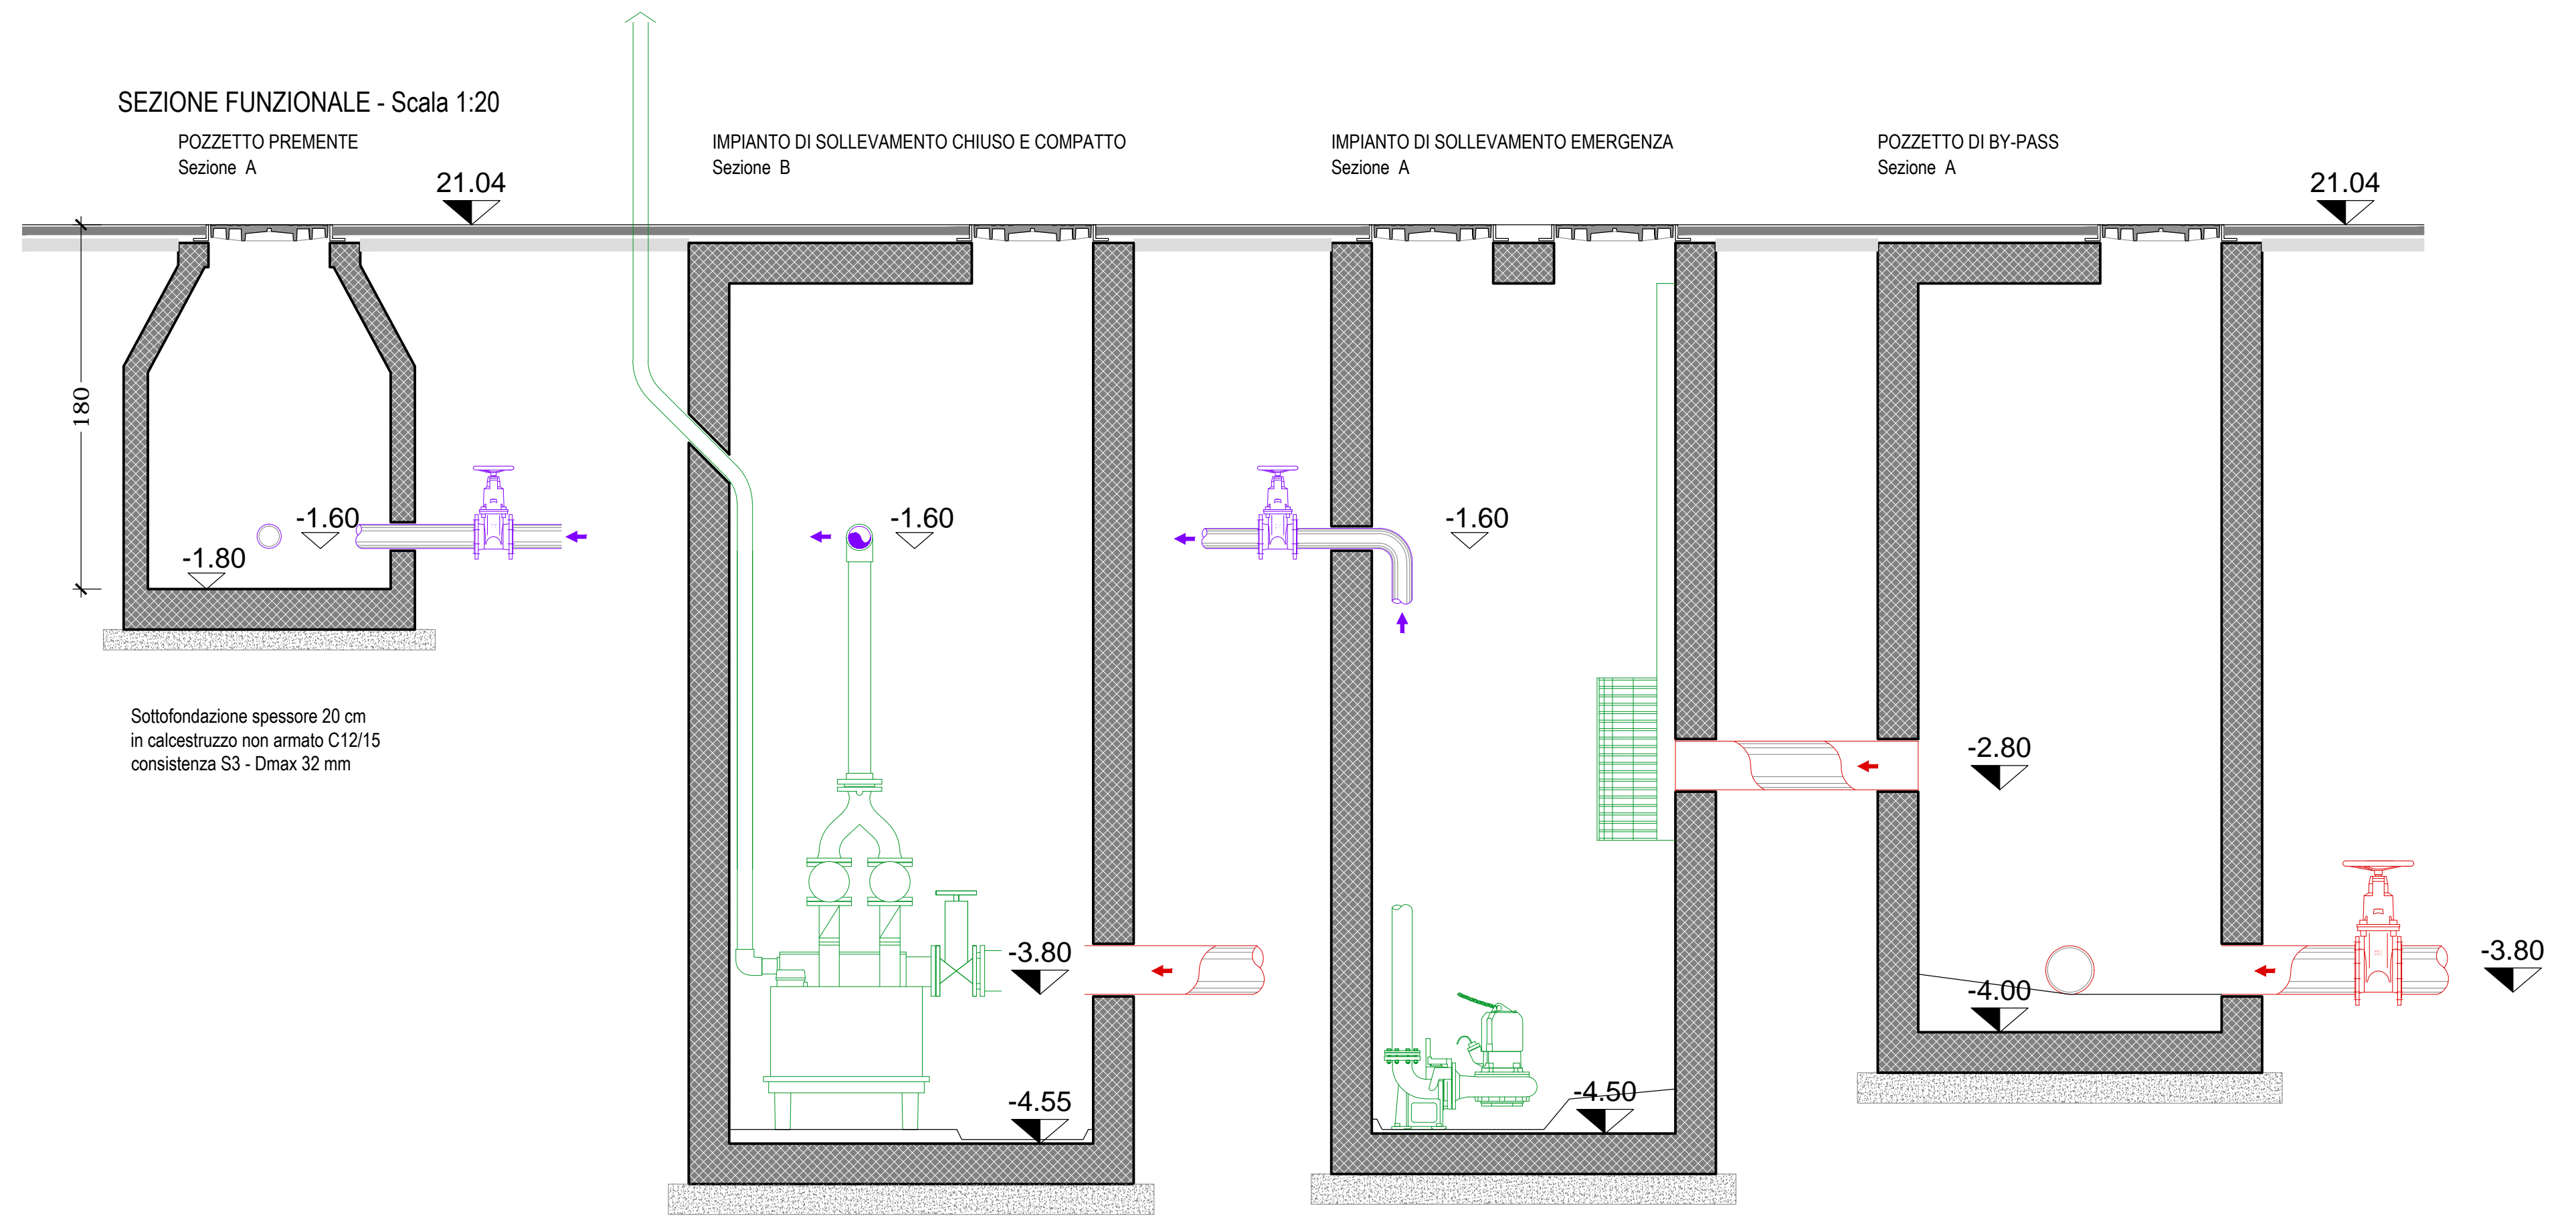 SEZIONE FUNZIONALE - Scala 1:20
POZZETTO PREMENTE
Sezione A
IMPIANTO DI SOLLEVAMENTO CHIUSO E COMPATTO
Sezione B
IMPIANTO DI SOLLEVAMENTO EMERGENZA
Sezione A
POZZETTO DI BY-PASS
Sezione A
21.04
21.04
180
-1.60
-1.80
-1.60
-1.60
Sottofondazione spessore 20 cm
in calcestruzzo non armato C12/15
consistenza S3 - Dmax 32 mm
-2.80
-3.80
-3.80
-4.00
-4.55
-4.50